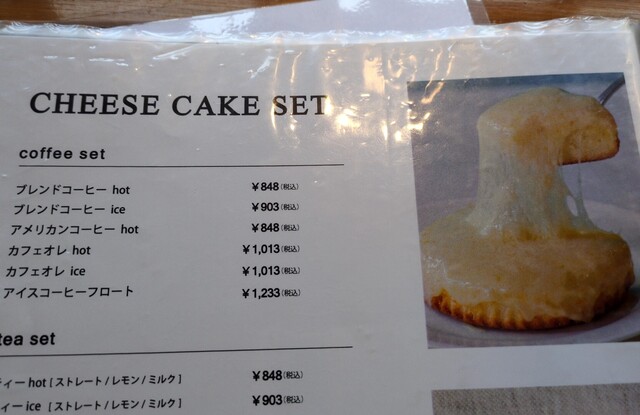 CHEESE CAKE SET
coffee set
ブレンドコーヒー hot ¥848(税込)
ブレンドコーヒー ice ¥903(税込)
アメリカンコーヒー hot ¥848(税込)
カフェオレ hot ¥1,013(税込)
カフェオレ ice ¥1,013(税込)
アイスコーヒーフロート ¥1,233(税込)
tea set
ティー hot [ストレート/レモン/ミルク] ¥848(税込)
ィー ice [ストレート/レモン/ミルク] ¥903(税込)